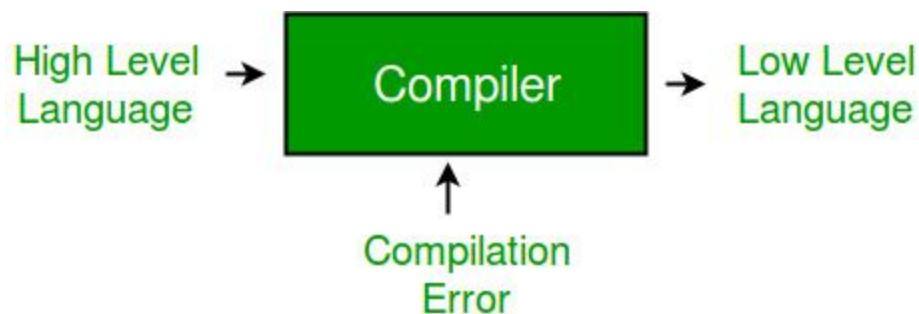 High Level
Language
Compiler
Low Level
Language
Compilation
Error